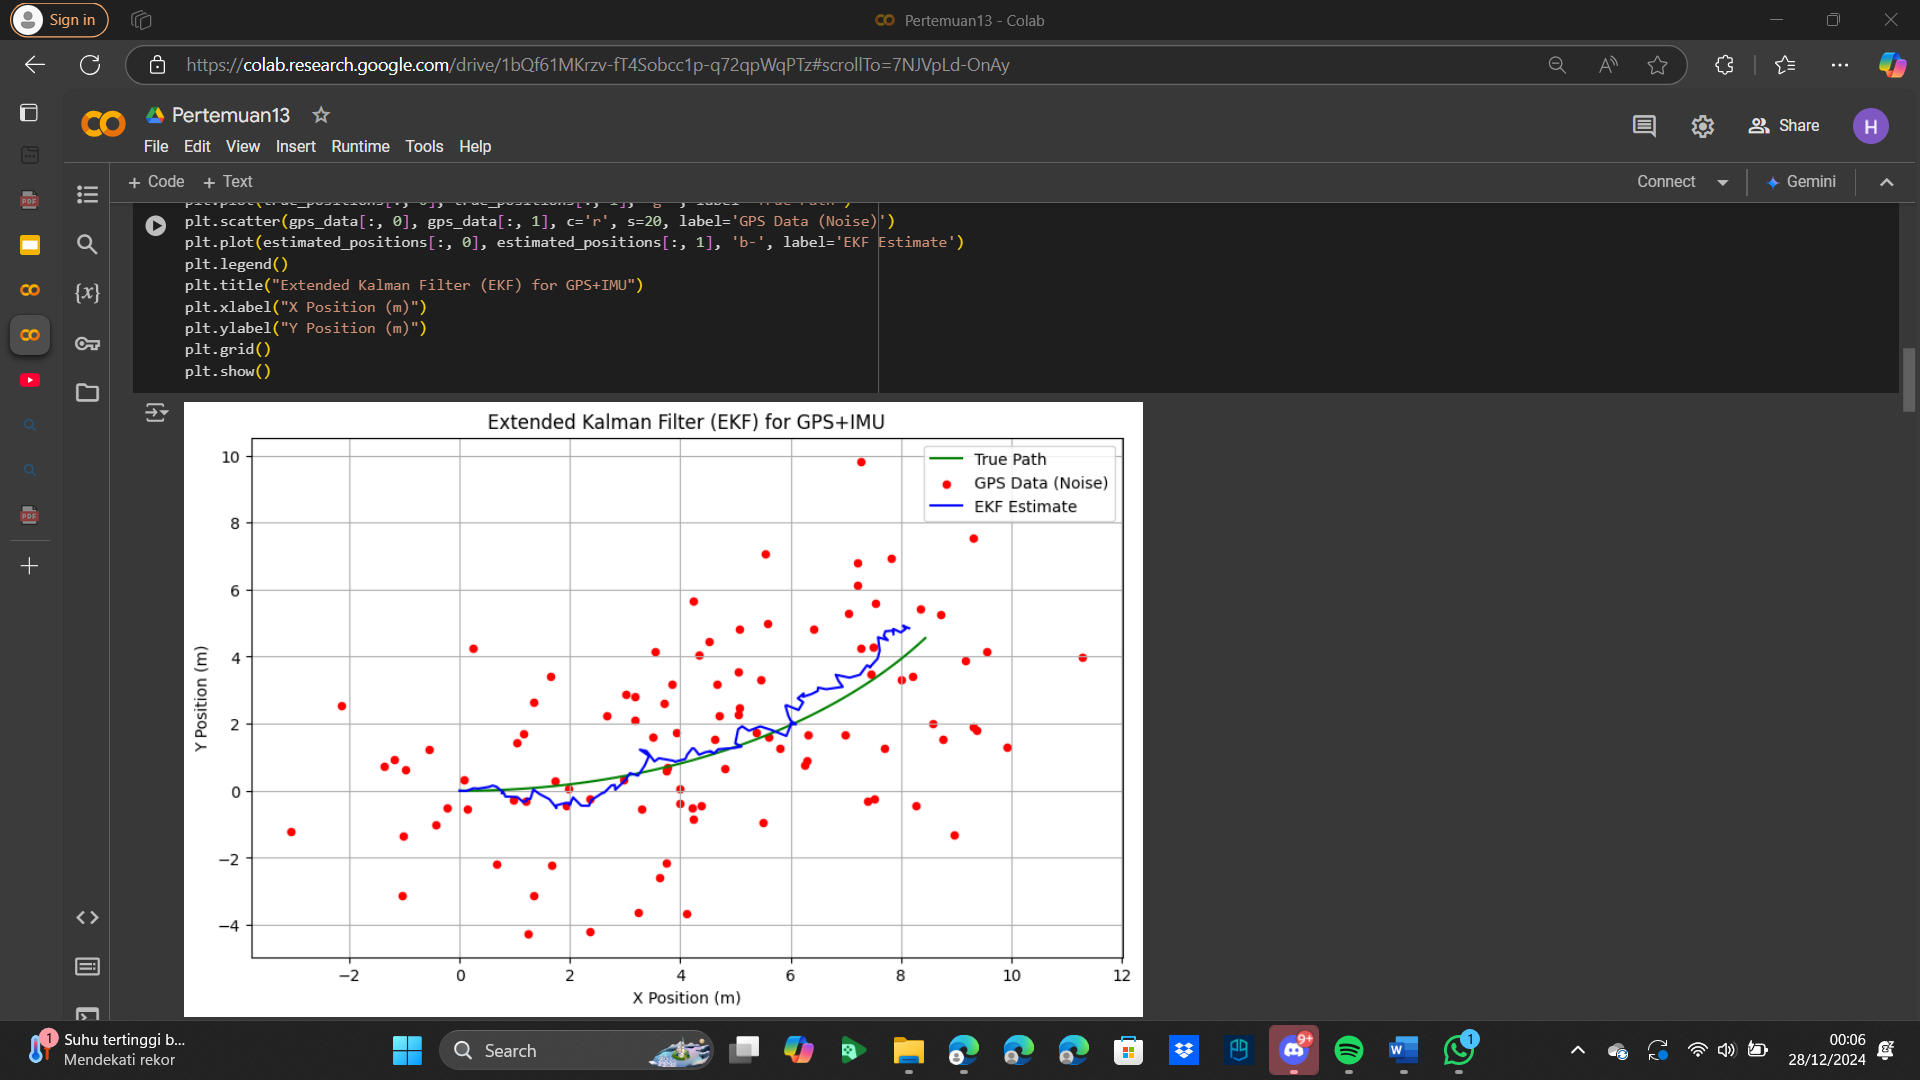 Sign in
Pertemuan13 - Colab
https://colab.research.google.com/drive/1bQf61MKrzv-fT4Sobcc1p-q72qpWqPTz#scrollTo=7NJVpLd-OnAy
Pertemuan13
File Edit View Insert Runtime Tools Help
Share
H
+ Code + Text
Connect
Gemini
plt.scatter(gps_data[:, 0], gps_data[:, 1], c='r', s=20, label='GPS Data (Noise)')
plt.plot(estimated_positions[:, 0], estimated_positions[:, 1], 'b-', label='EKF Estimate')
plt.legend()
plt.title("Extended Kalman Filter (EKF) for GPS+IMU")
plt.xlabel("X Position (m)")
plt.ylabel("Y Position (m)")
plt.grid()
plt.show()
{x}
PDF
PDF
Extended Kalman Filter (EKF) for GPS+IMU
True Path
GPS Data (Noise)
EKF Estimate
10
8
6
4
2
0
−2
−4
Y Position (m)
−2 0 2 4 6 8 10 12
X Position (m)
1
Suhu tertinggi b...
Mendekati rekor
Search
9+
W
1
00:06
28/12/2024